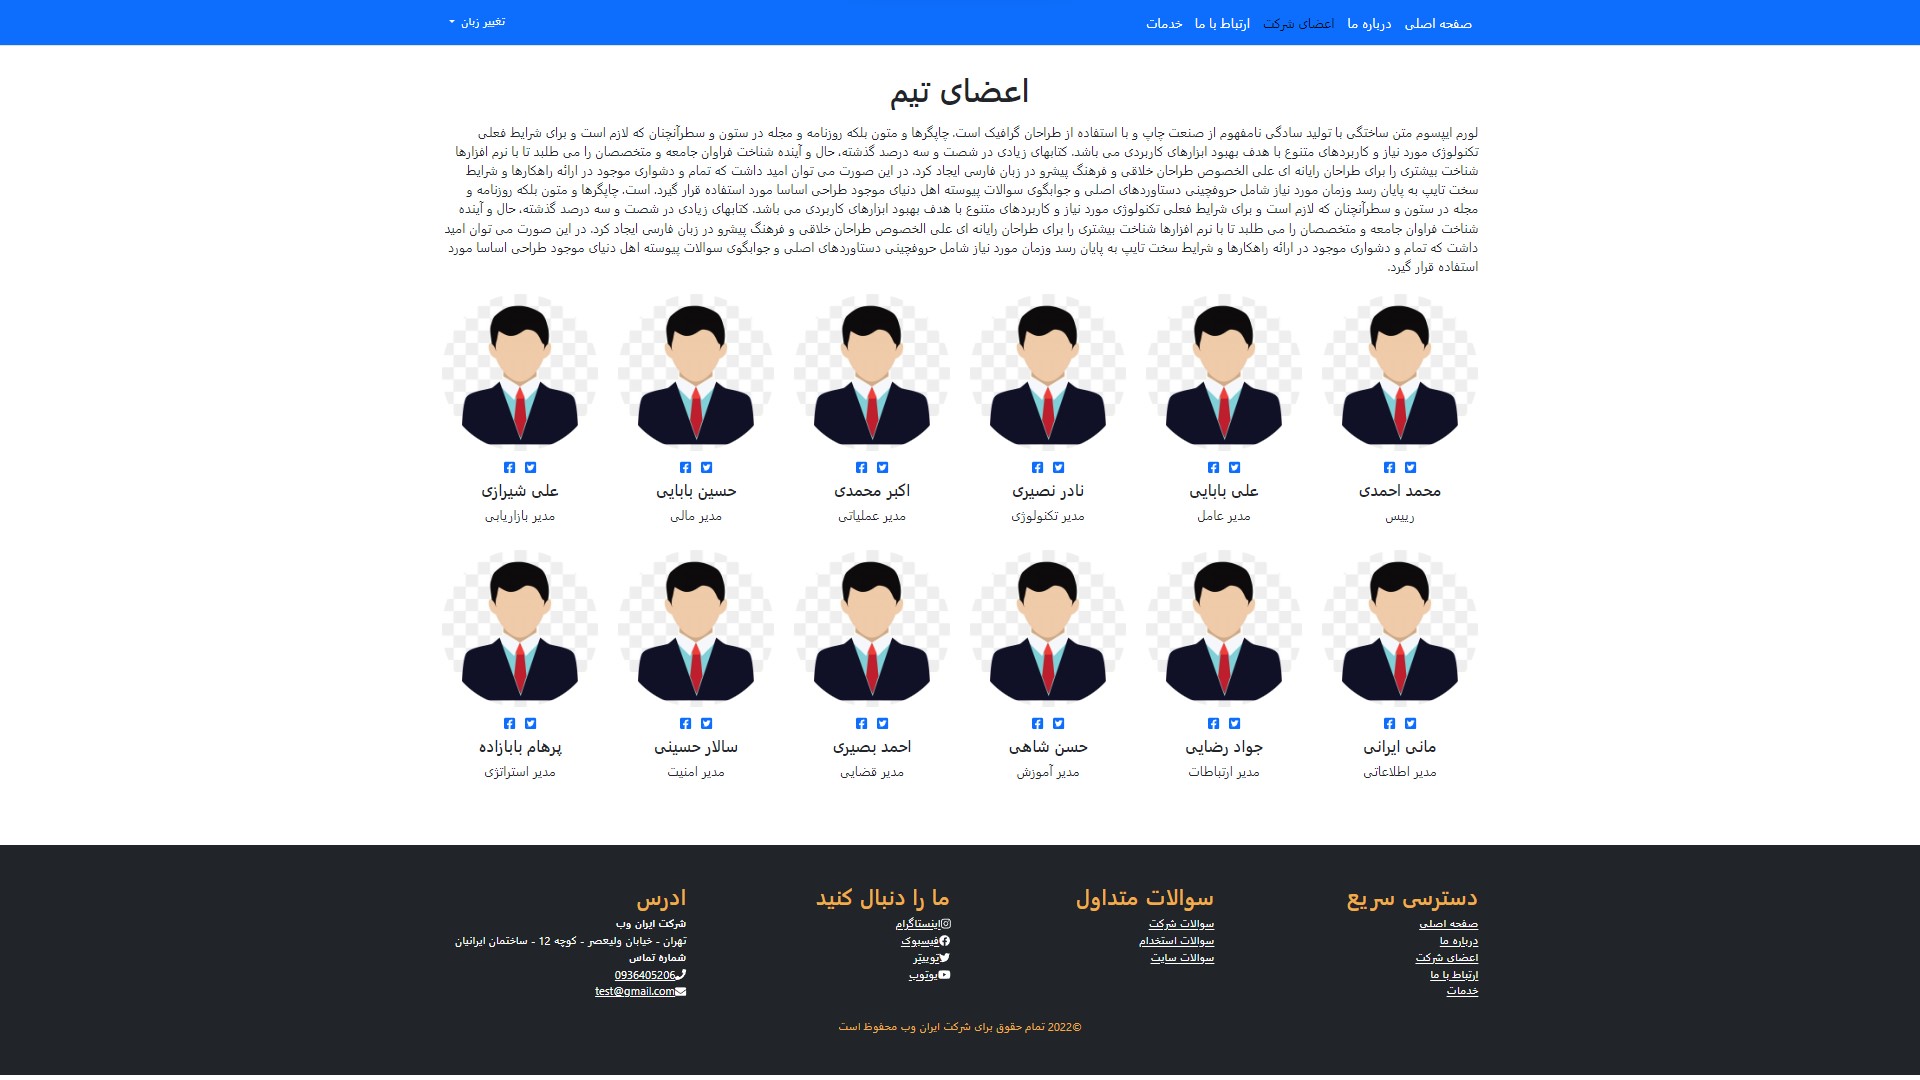 صفحه اصلی درباره ما اعضای شرکت ارتباط با ما خدمات
تغییر زبان
اعضای تیم
لورم ایپسوم متن ساختگی با تولید سادگی نامفهوم از صنعت چاپ و با استفاده از طراحان گرافیک است. چاپگرها و متون بلکه روزنامه و مجله در ستون و سطرآنچنان که لازم است و برای شرایط فعلی
تکنولوژی مورد نیاز و کاربردهای متنوع با هدف بهبود ابزارهای کاربردی می باشد. کتابهای زیادی در شصت و سه درصد گذشته، حال و آینده شناخت فراوان جامعه و متخصصان را می طلبد تا با نرم افزارها
شناخت بیشتری را برای طراحان رایانه ای علی الخصوص طراحان خلاقی و فرهنگ پیشرو در زبان فارسی ایجاد کرد. در این صورت می توان امید داشت که تمام و دشواری موجود در ارائه راهکارها و شرایط
سخت تایپ به پایان رسد وزمان مورد نیاز شامل حروفچینی دستاوردهای اصلی و جوابگوی سوالات پیوسته اهل دنیای موجود طراحی اساسا مورد استفاده قرار گیرد. است. چاپگرها و متون بلکه روزنامه و
مجله در ستون و سطرآنچنان که لازم است و برای شرایط فعلی تکنولوژی مورد نیاز و کاربردهای متنوع با هدف بهبود ابزارهای کاربردی می باشد. کتابهای زیادی در شصت و سه درصد گذشته، حال و آینده
شناخت فراوان جامعه و متخصصان را می طلبد تا با نرم افزارها شناخت بیشتری را برای طراحان رایانه ای علی الخصوص طراحان خلاقی و فرهنگ پیشرو در زبان فارسی ایجاد کرد. در این صورت می توان امید
داشت که تمام و دشواری موجود در ارائه راهکارها و شرایط سخت تایپ به پایان رسد وزمان مورد نیاز شامل حروفچینی دستاوردهای اصلی و جوابگوی سوالات پیوسته اهل دنیای موجود طراحی اساسا مورد
استفاده قرار گیرد.
محمد احمدی
رییس
علی بابایی
مدیر عامل
نادر نصیری
مدیر تکنولوژی
اکبر محمدی
مدیر عملیاتی
حسین بابایی
مدیر مالی
علی شیرازی
مدیر بازاریابی
مانی ایرانی
مدیر اطلاعاتی
جواد رضایی
مدیر ارتباطات
حسن شاهی
مدیر آموزش
احمد بصیری
مدیر قضایی
سالار حسینی
مدیر امنیت
پرهام بابازاده
مدیر استراتژی
دسترسی سریع
صفحه اصلی
درباره ما
اعضای شرکت
ارتباط با ما
خدمات
سوالات متداول
سوالات شرکت
سوالات استخدام
سوالات سایت
ما را دنبال کنید
اینستاگرام
فیسبوک
توییتر
یوتوب
ادرس
شرکت ایران وب
تهران - خیابان ولیعصر - کوچه 12 - ساختمان ایرانیان
شماره تماس
0936405206
test@gmail.com
©2022 تمام حقوق برای شرکت ایران وب محفوظ است